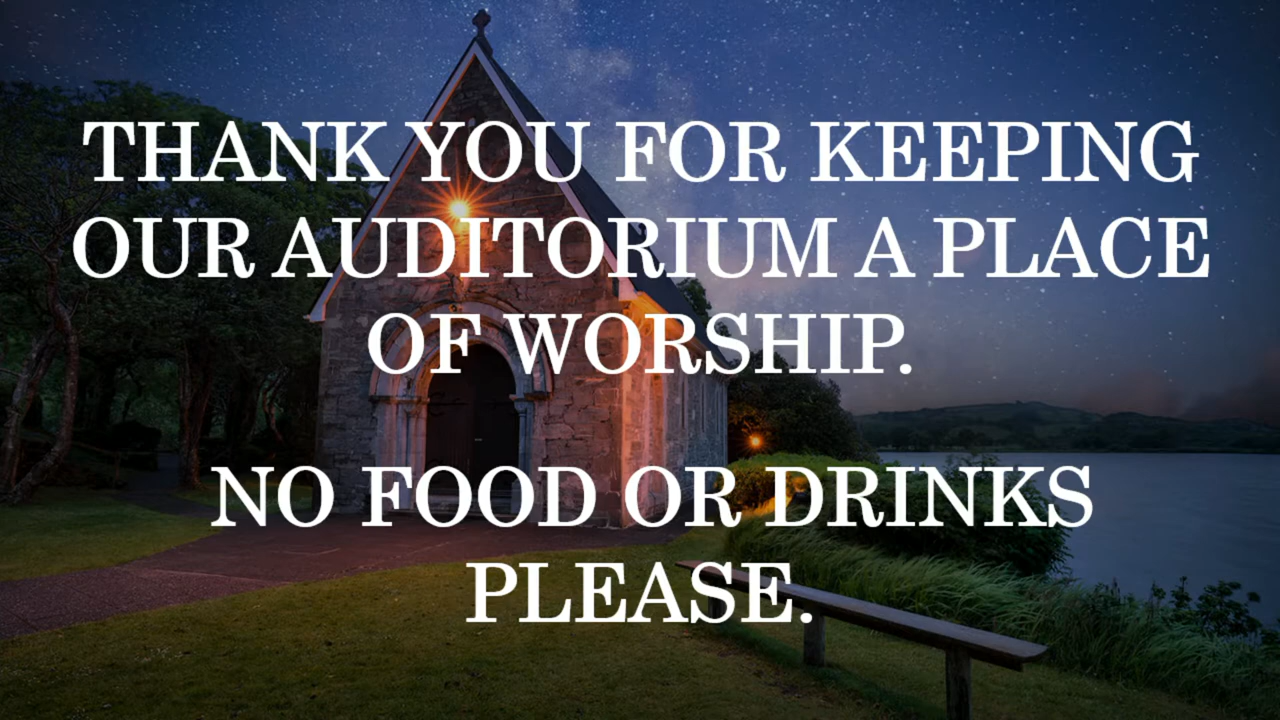 THANK YOU FOR KEEPING
OUR AUDITORIUM A PLACE
OF WORSHIP.
NO FOOD OR DRINKS
PLEASE.